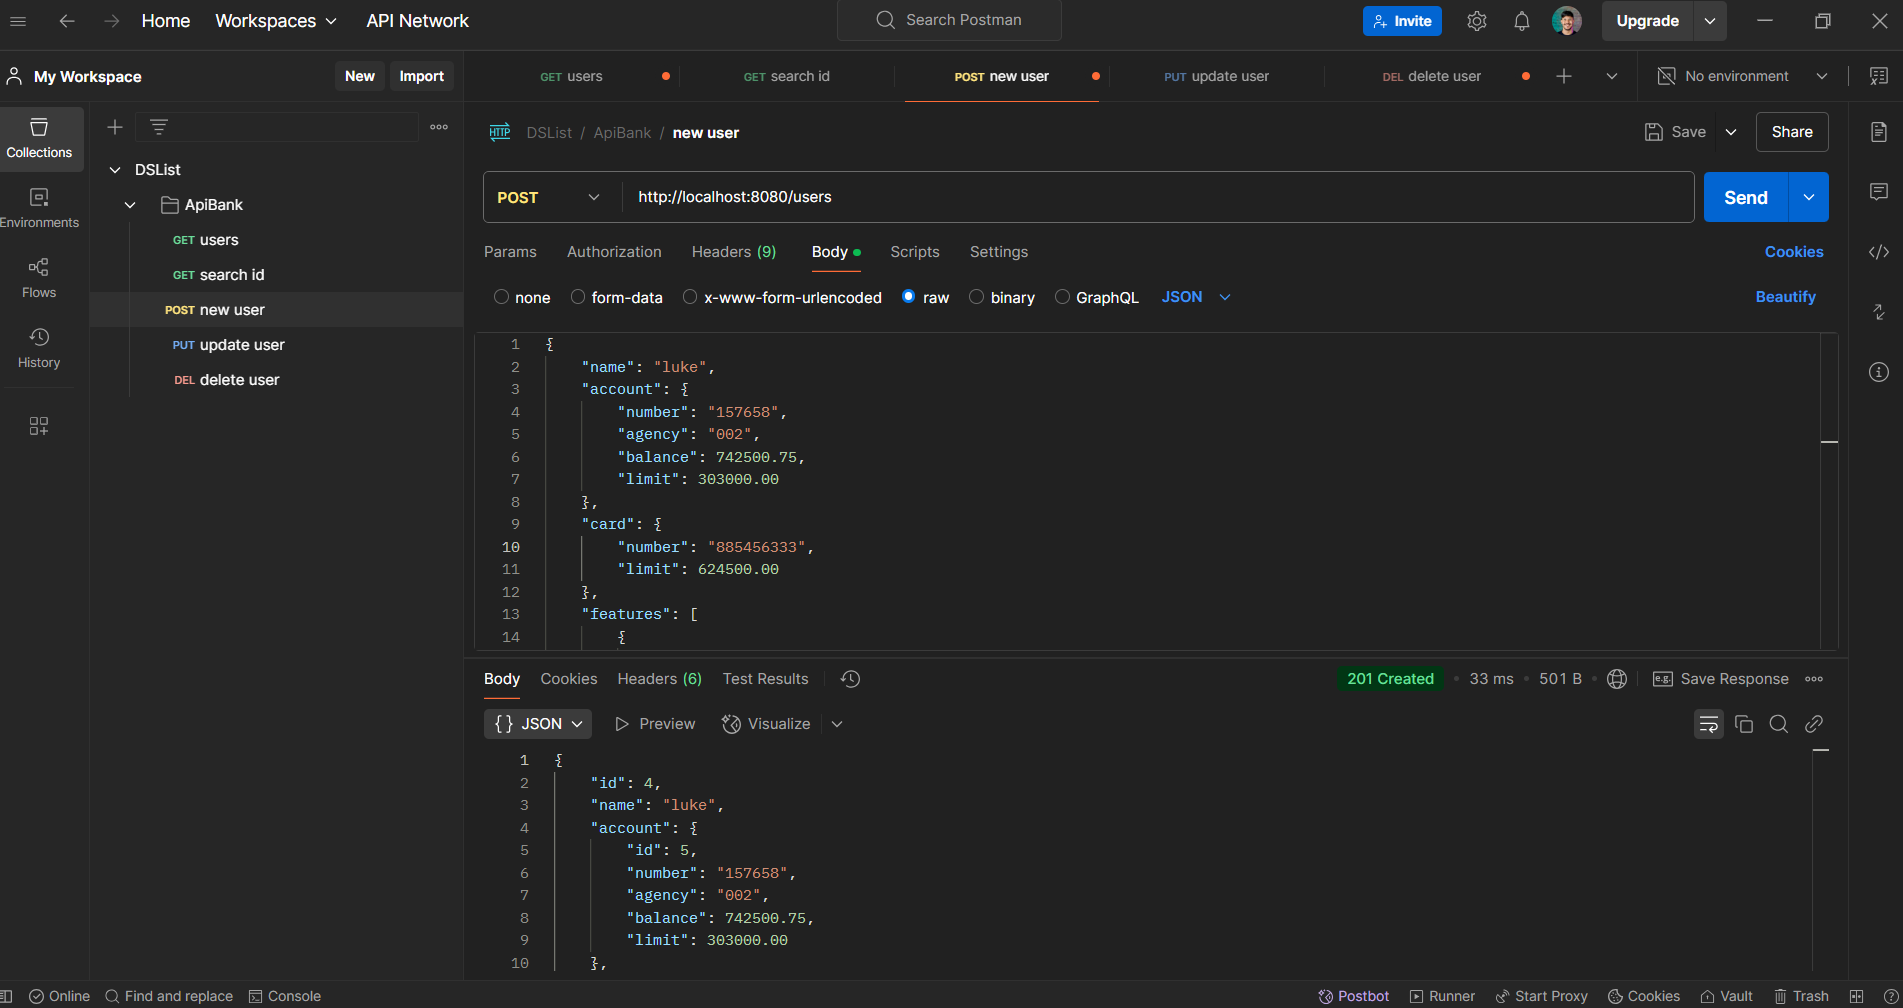 Home Workspaces API Network Search Postman Invite Upgrade
My Workspace New Import GET users GET search id POST new user PUT update user DEL delete user No environment
Collections
Environments
Flows
History
DSList
ApiBank
GET users
GET search id
POST new user
PUT update user
DEL delete user
HTTP DSList / ApiBank / new user Save Share
POST http://localhost:8080/users Send
Params Authorization Headers (9) Body Scripts Settings Cookies
none form-data x-www-form-urlencoded raw binary GraphQL JSON Beautify
1 {
2 "name": "luke",
3 "account": {
4 "number": "157658",
5 "agency": "002",
6 "balance": 742500.75,
7 "limit": 303000.00
8 },
9 "card": {
10 "number": "885456333",
11 "limit": 624500.00
12 },
13 "features": [
14 {
Body Cookies Headers (6) Test Results 201 Created • 33 ms • 501 B • e.g. Save Response
{} JSON Preview Visualize
1 {
2 "id": 4,
3 "name": "luke",
4 "account": {
5 "id": 5,
6 "number": "157658",
7 "agency": "002",
8 "balance": 742500.75,
9 "limit": 303000.00
10 },
Online Find and replace Console Postbot Runner Start Proxy Cookies Vault Trash